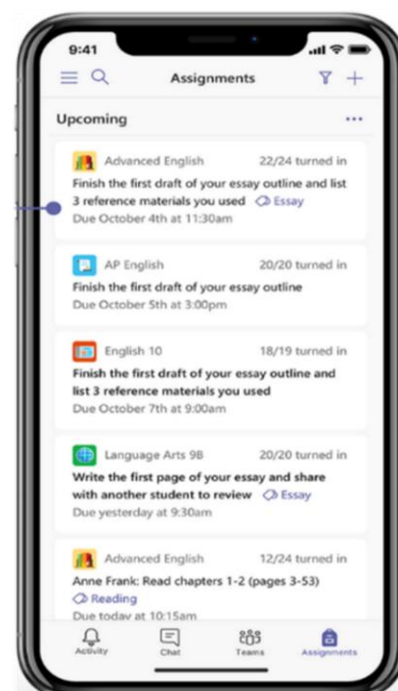 9:41
Assignments
Upcoming
Advanced English 22/24 turned in
Finish the first draft of your essay outline and list
3 reference materials you used Essay
Due October 4th at 11:30am
AP English 20/20 turned in
Finish the first draft of your essay outline
Due October 5th at 3:00pm
English 10 18/19 turned in
Finish the first draft of your essay outline and
list 3 reference materials you used
Due October 7th at 9:00am
Language Arts 9B 20/20 turned in
Write the first page of your essay and share
with another student to review Essay
Due yesterday at 9:30am
Advanced English 12/24 turned in
Anne Frank: Read chapters 1-2 (pages 3-53)
Reading
Due today at 10:15am
Activity Chat Teams Assignments